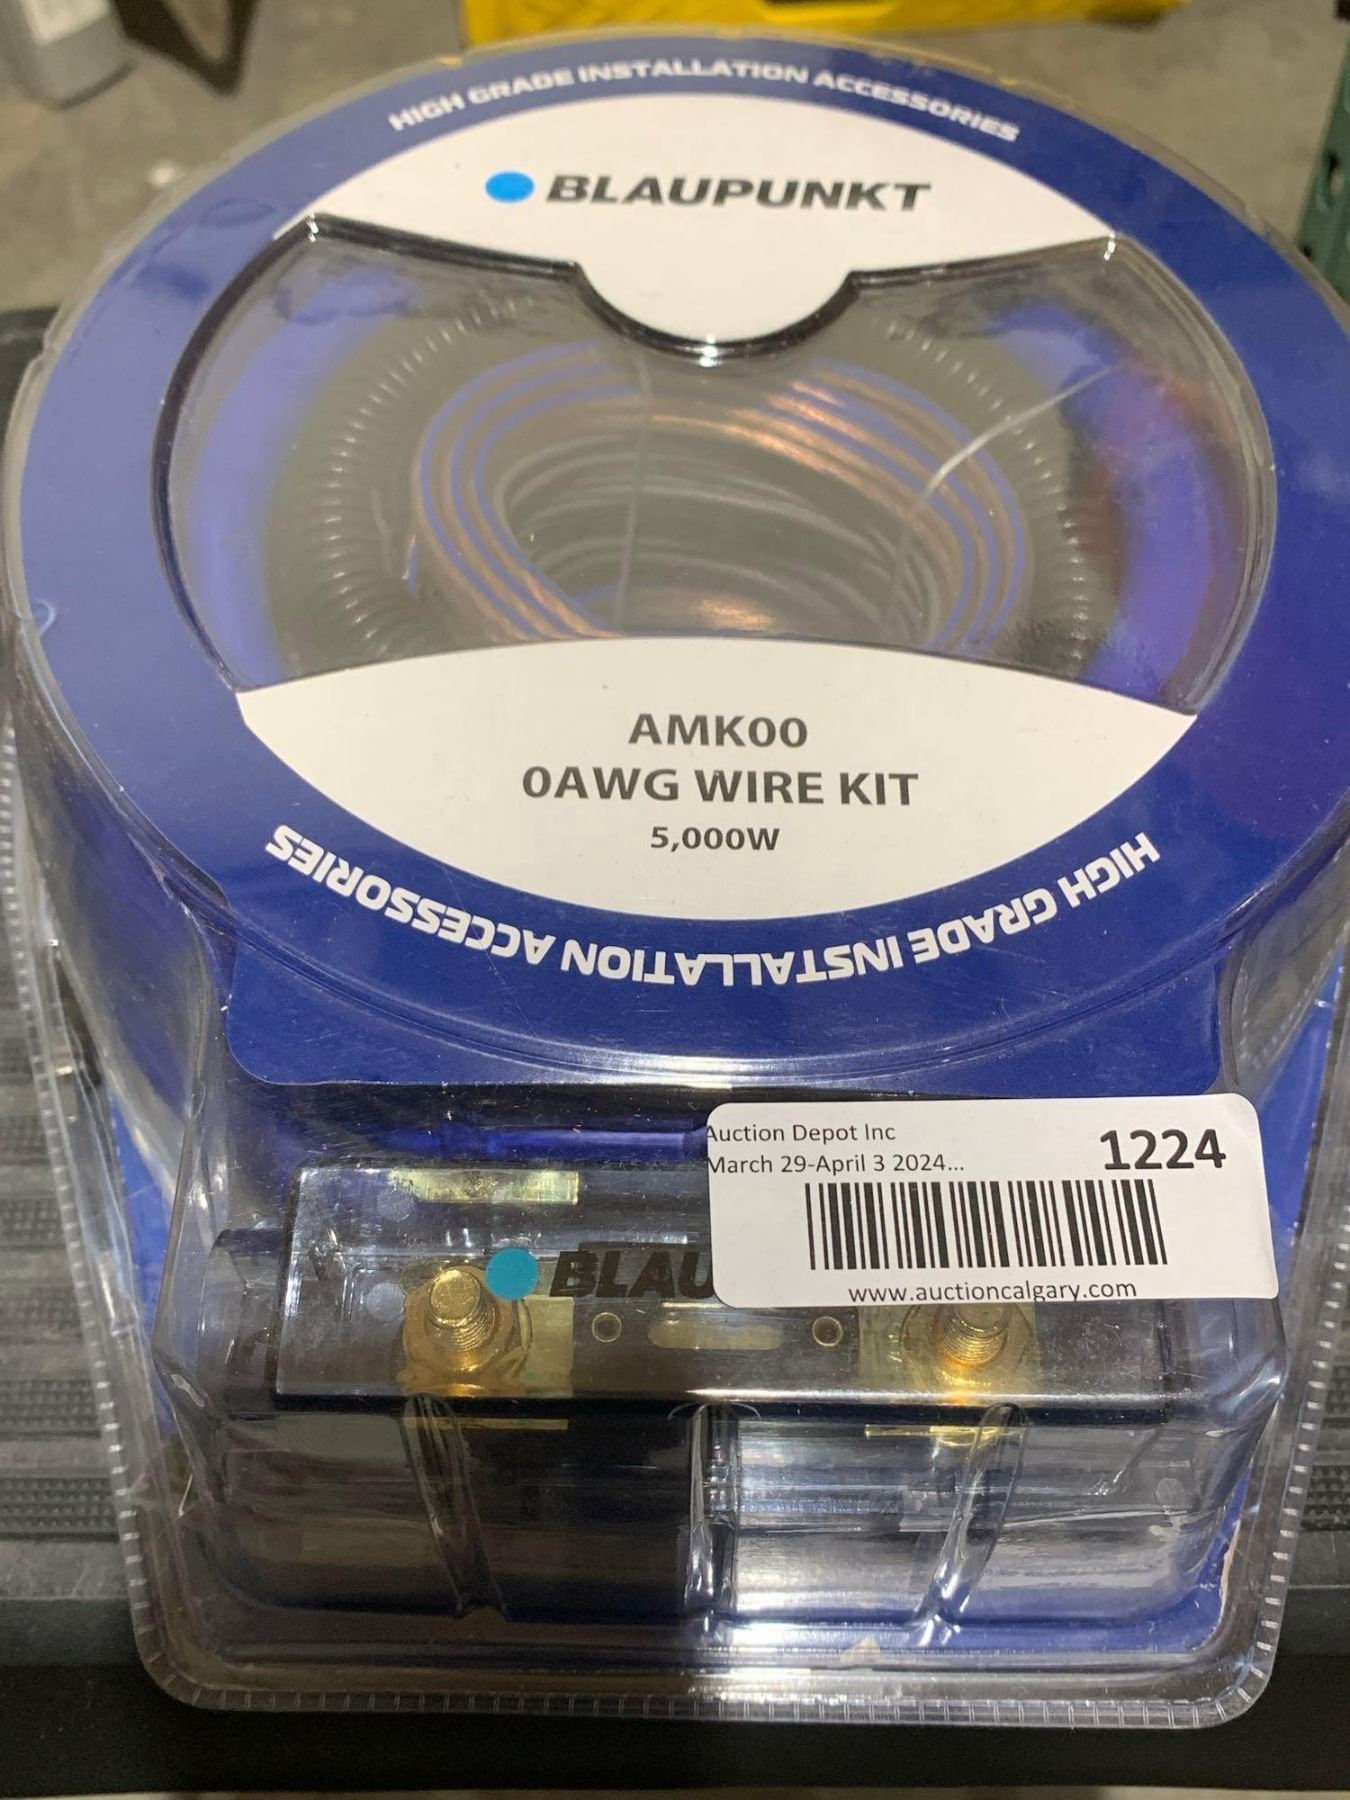 HIGH GRADE INSTALLATION ACCESSORIES
BLAUPUNKT
AMK00
0AWG WIRE KIT
5,000W
HIGH GRADE INSTALLATION ACCESSORIES
Auction Depot Inc
1224
March 29-April 3 2024...
BLAU
www.auctioncalgary.com